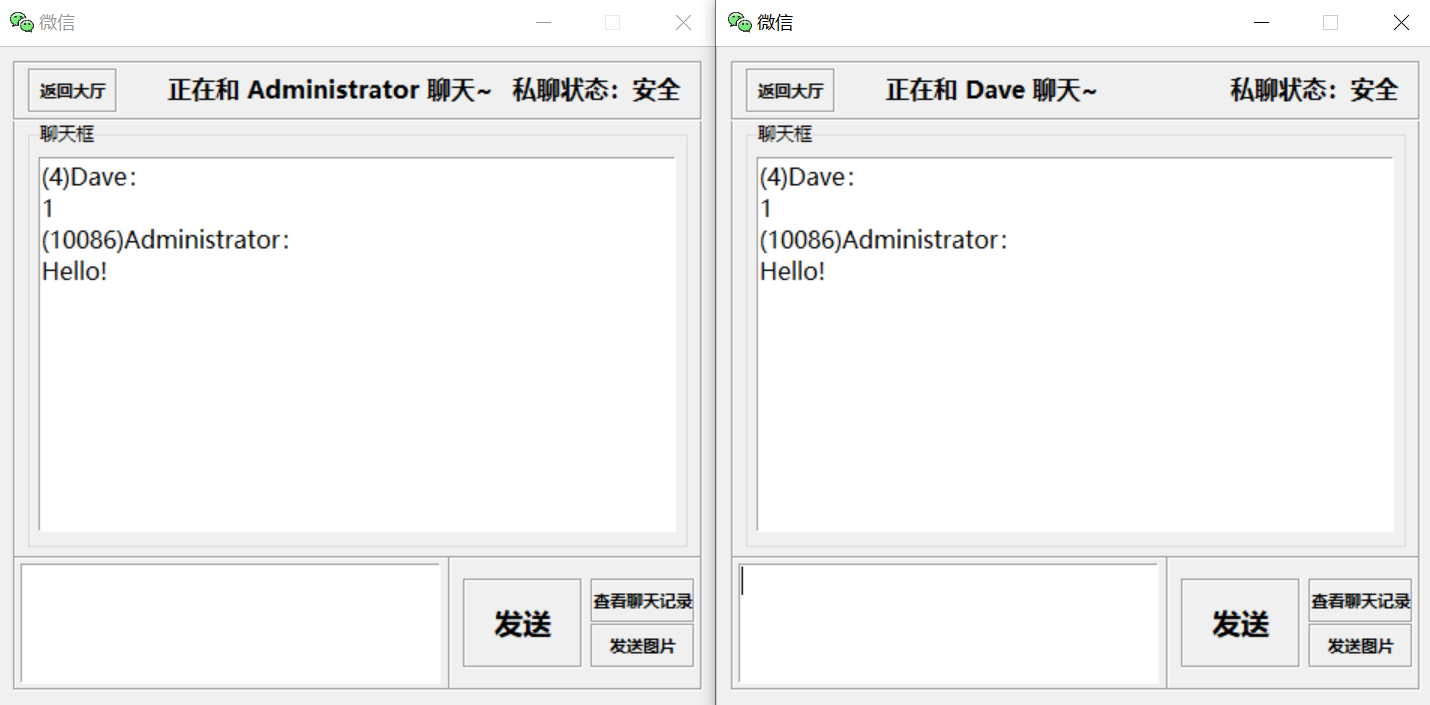 微信
返回大厅
正在和 Administrator 聊天~
私聊状态：安全
聊天框
(4)Dave：
1
(10086)Administrator：
Hello!
发送
查看聊天记录
发送图片
微信
返回大厅
正在和 Dave 聊天~
私聊状态：安全
聊天框
(4)Dave：
1
(10086)Administrator：
Hello!
发送
查看聊天记录
发送图片